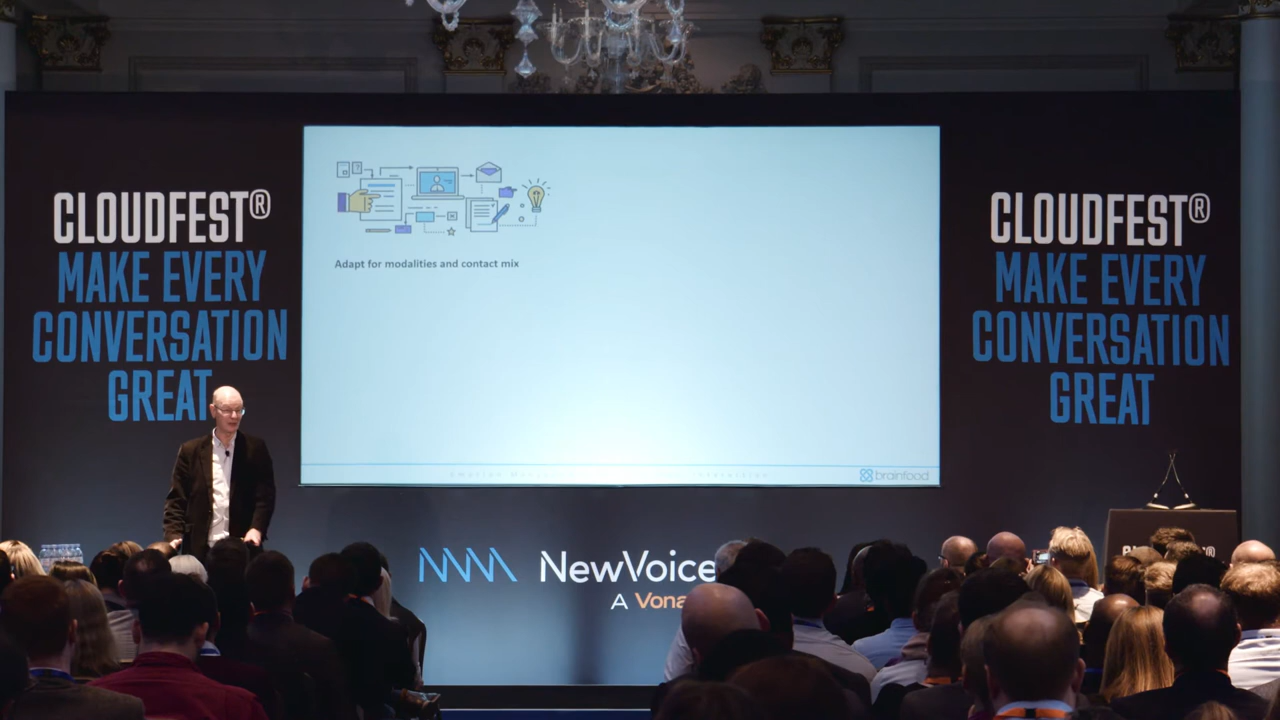 CLOUDFEST®
MAKE EVERY
CONVERSATION
GREAT
Adapt for modalities and contact mix
brainfood
CLOUDFEST®
MAKE EVERY
CONVERSATION
GREAT
NewVoice
A Vona